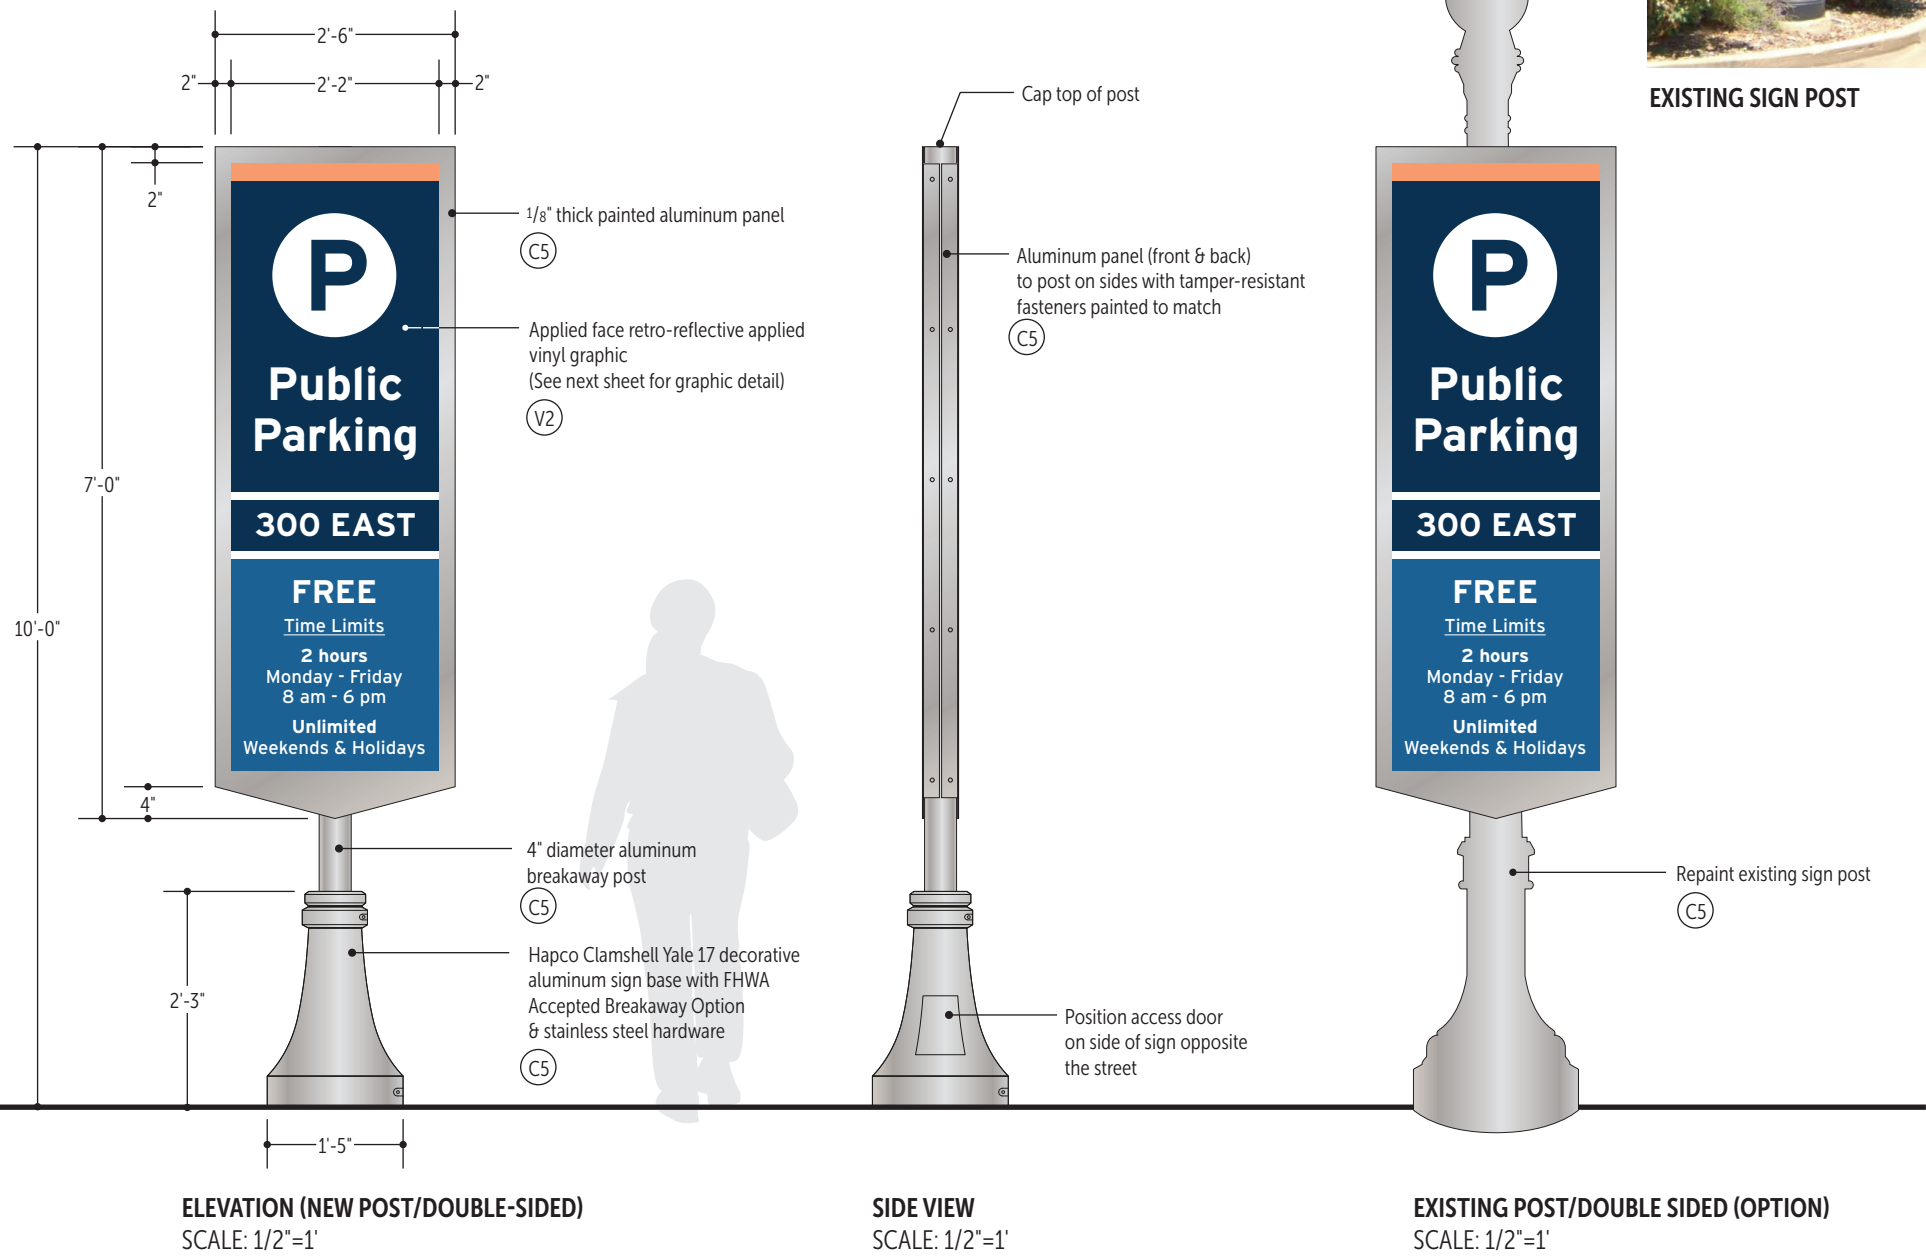 2'-6"
2"
2'-2"
2"
2"
7'-0"
10'-0"
4"
2'-3"
1'-5"
P
Public
Parking
300 EAST
FREE
Time Limits
2 hours
Monday - Friday
8 am - 6 pm
Unlimited
Weekends & Holidays
1/8" thick painted aluminum panel
C5
Applied face retro-reflective applied
vinyl graphic
(See next sheet for graphic detail)
V2
4" diameter aluminum
breakaway post
C5
Hapco Clamshell Yale 17 decorative
aluminum sign base with FHWA
Accepted Breakaway Option
& stainless steel hardware
C5
ELEVATION (NEW POST/DOUBLE-SIDED)
SCALE: 1/2"=1'
Cap top of post
Aluminum panel (front & back)
to post on sides with tamper-resistant
fasteners painted to match
C5
Position access door
on side of sign opposite
the street
SIDE VIEW
SCALE: 1/2"=1'
EXISTING SIGN POST
P
Public
Parking
300 EAST
FREE
Time Limits
2 hours
Monday - Friday
8 am - 6 pm
Unlimited
Weekends & Holidays
Repaint existing sign post
C5
EXISTING POST/DOUBLE SIDED (OPTION)
SCALE: 1/2"=1'